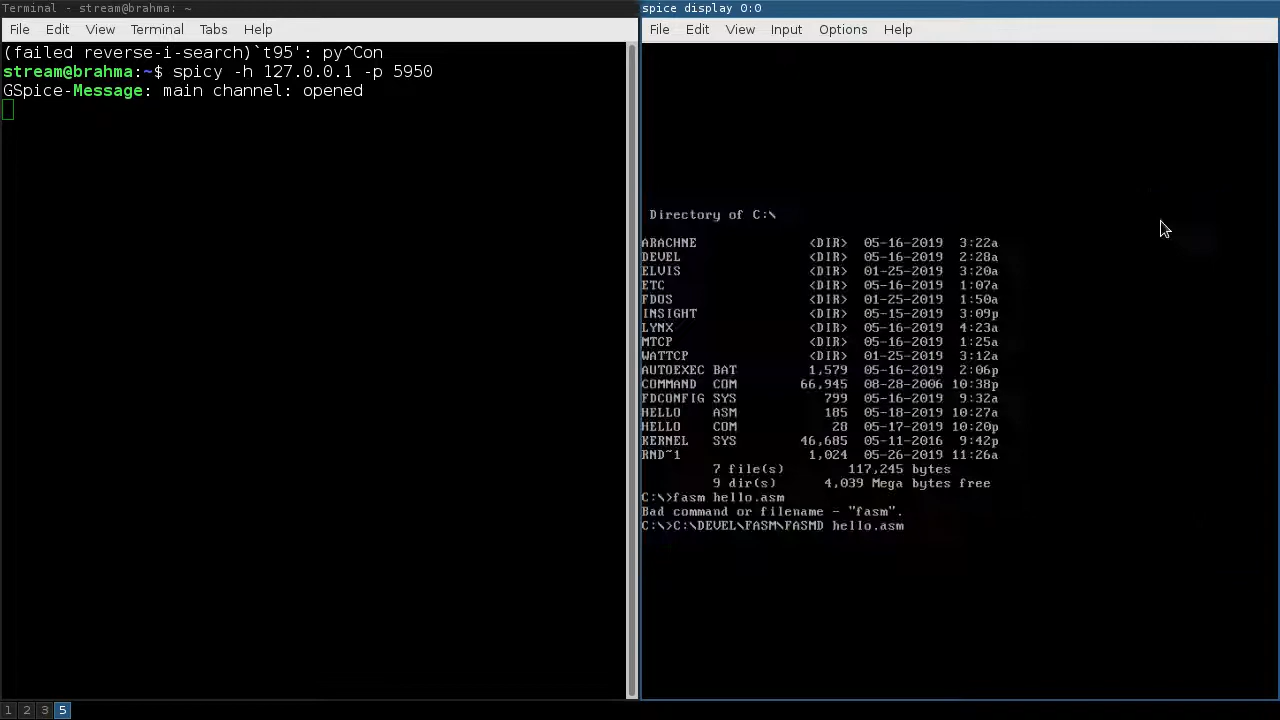 Terminal - stream@brahma: ~
File Edit View Terminal Tabs Help
(failed reverse-i-search)`t95': py^Con
stream@brahma:~$ spicy -h 127.0.0.1 -p 5950
GSpice-Message: main channel: opened
spice display 0:0
File Edit View Input Options Help
Directory of C:\
ARACHNE <DIR> 05-16-2019 3:22a
DEVEL <DIR> 05-16-2019 2:28a
ELVIS <DIR> 01-25-2019 3:20a
ETC <DIR> 05-16-2019 1:07a
FDOS <DIR> 01-25-2019 1:50a
INSIGHT <DIR> 05-15-2019 3:09p
LYNX <DIR> 05-16-2019 4:23a
MTCP <DIR> 05-16-2019 1:25a
WATTCP <DIR> 01-25-2019 3:12a
AUTOEXEC BAT 1,579 05-16-2019 2:06p
COMMAND COM 66,945 08-28-2006 10:38p
FDCONFIG SYS 799 05-16-2019 9:32a
HELLO ASM 185 05-18-2019 10:27a
HELLO COM 28 05-17-2019 10:20p
KERNEL SYS 46,685 05-11-2016 9:42p
RND~1 1,024 05-26-2019 11:26a
7 file(s) 117,245 bytes
9 dir(s) 4,039 Mega bytes free
C:\>fasm hello.asm
Bad command or filename - "fasm".
C:\>C:\DEVEL\FASM\FASMD hello.asm
1 2 3 5